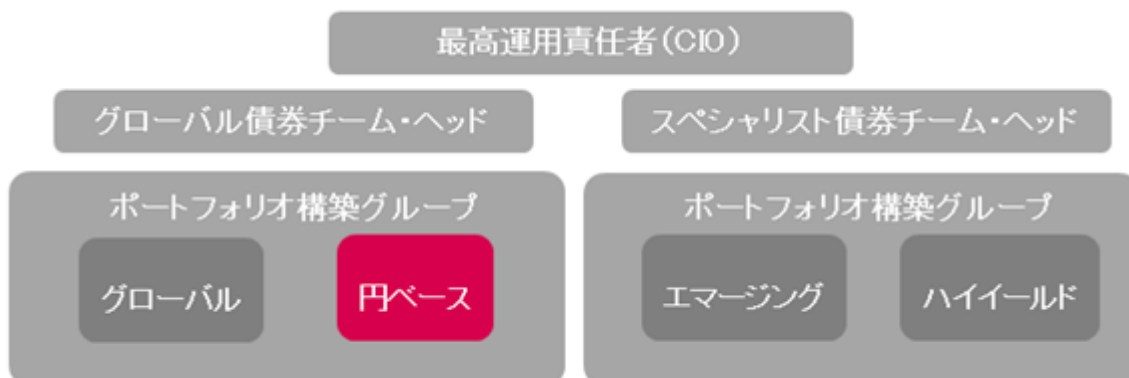 最高運用責任者(CIO)
グローバル債券チーム・ヘッド
スペシャリスト債券チーム・ヘッド
ポートフォリオ構築グループ
グローバル
円ベース
ポートフォリオ構築グループ
エマージング
ハイイールド